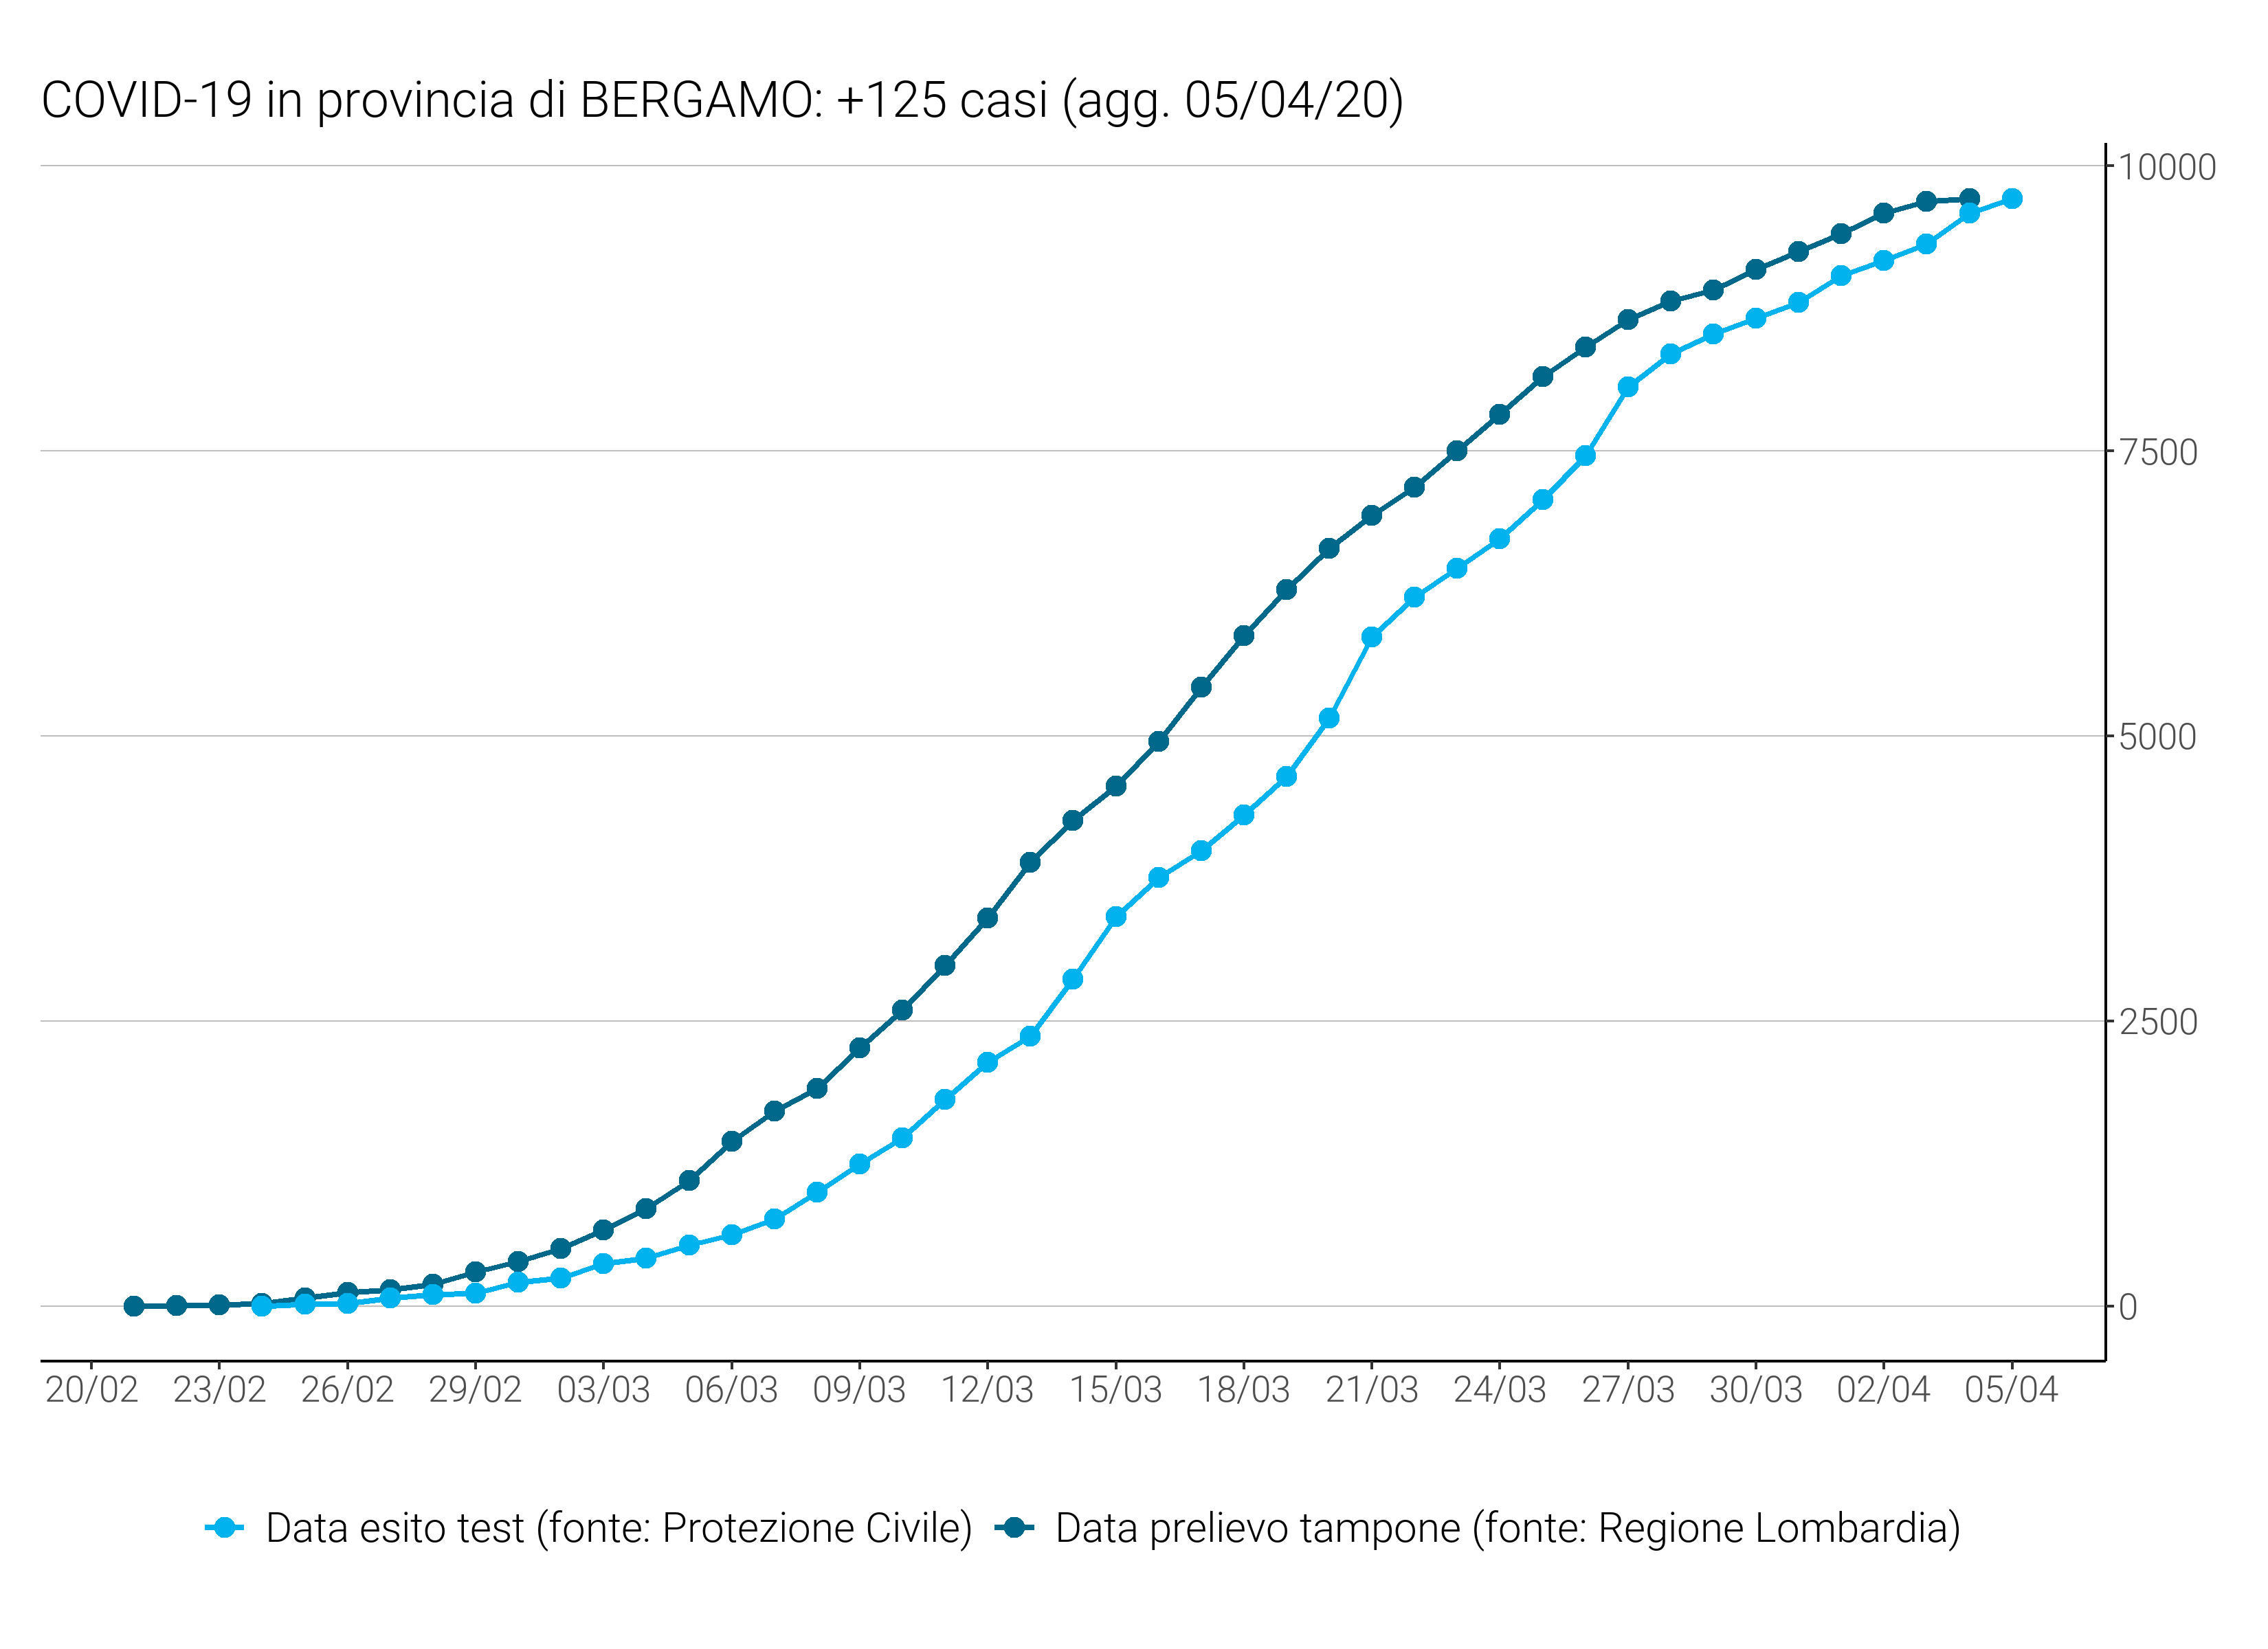 COVID-19 in provincia di BERGAMO: +125 casi (agg. 05/04/20)
10000
7500
5000
2500
0
20/02 23/02 26/02 29/02 03/03 06/03 09/03 12/03 15/03 18/03 21/03 24/03 27/03 30/03 02/04 05/04
Data esito test (fonte: Protezione Civile) Data prelievo tampone (fonte: Regione Lombardia)